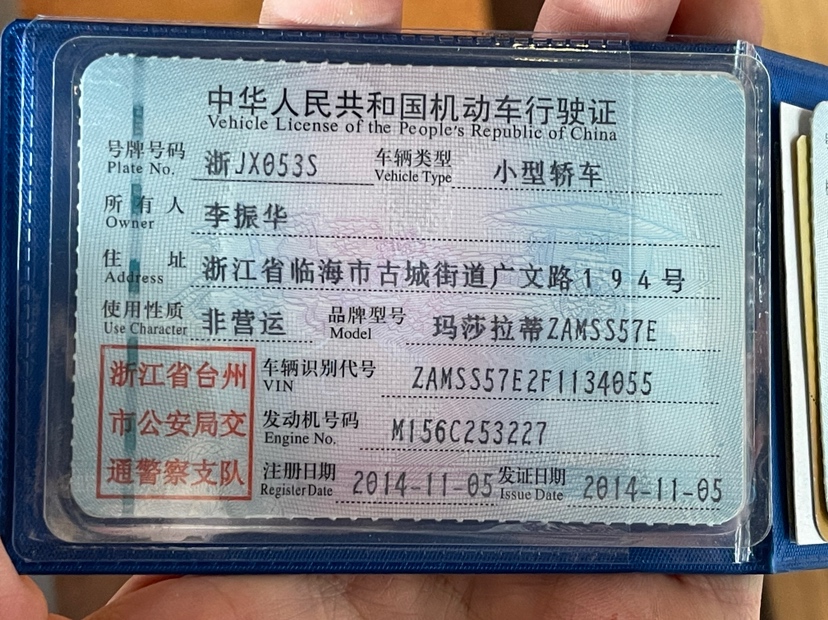 中华人民共和国机动车行驶证
Vehicle License of the People's Republic of China
号牌号码 浙JX053S 车辆类型 小型轿车
Plate No. Vehicle Type
所有人 李振华
Owner
住址 浙江省临海市古城街道广文路194号
Address
使用性质 非营运 品牌型号 玛莎拉蒂ZAMSS57E
Use Character Model
浙江省台州
市公安局交
通警察支队
车辆识别代号 ZAMSS57E2F1134055
VIN
发动机号码 M156C253227
Engine No.
注册日期 2014-11-05 发证日期 2014-11-05
Register Date Issue Date